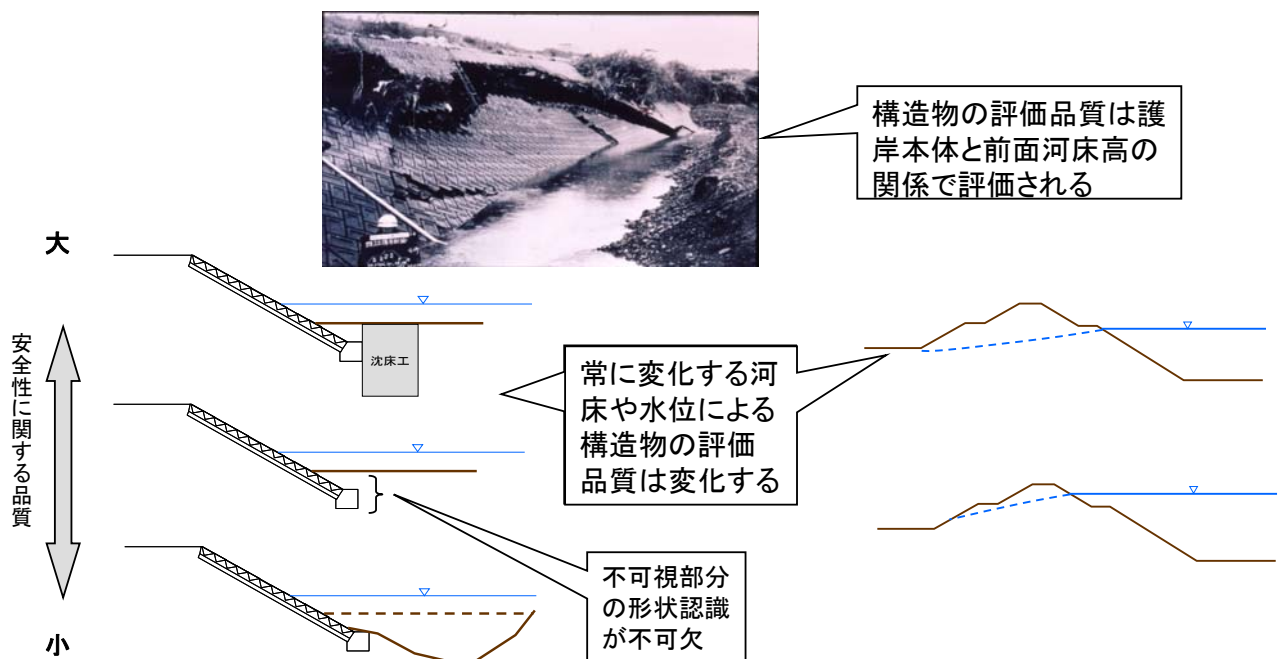 構造物の評価品質は護
岸本体と前面河床高の
関係で評価される
大
安全性に関する品質
小
沈床工
常に変化する河
床や水位による
構造物の評価
品質は変化する
不可視部分
の形状認識
が不可欠